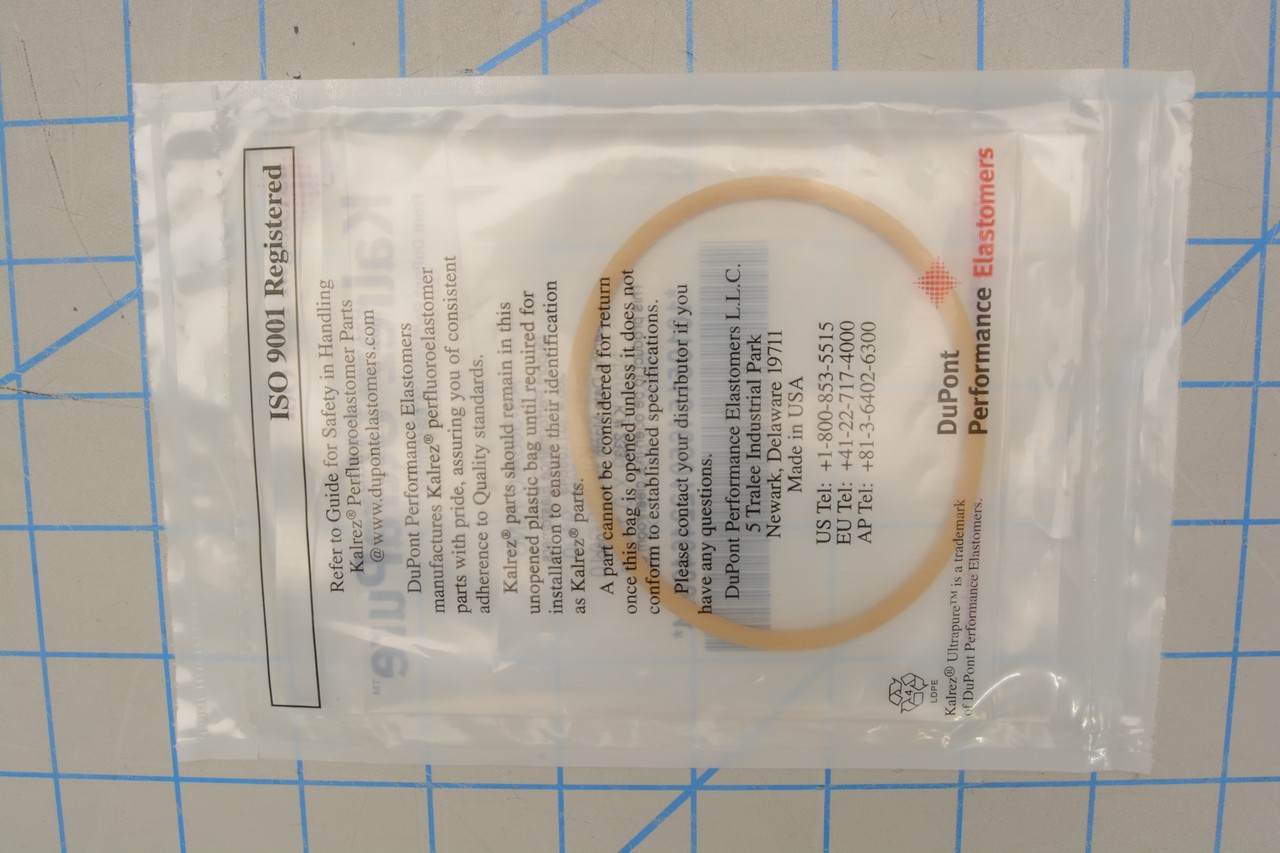 ISO 9001 Registered
Refer to Guide for Safety in Handling
Kalrez® Perfluoroelastomer Parts
@www.dupontelastomers.com
DuPont Performance Elastomers
manufactures Kalrez® perfluoroelastomer
parts with pride, assuring you of consistent
adherence to Quality standards.
Kalrez® parts should remain in this
unopened plastic bag until required for
installation to ensure their identification
as Kalrez® parts.
A part cannot be considered for return
once this bag is opened unless it does not
conform to established specifications.
Please contact your distributor if you
have any questions.
DuPont Performance Elastomers L.L.C.
5 Tralee Industrial Park
Newark, Delaware 19711
Made in USA
US Tel: +1-800-853-5515
EU Tel: +41-22-717-4000
AP Tel: +81-3-6402-6300
DuPont
Performance Elastomers
4
LDPE
Kalrez® Ultrapure™ is a trademark
of DuPont Performance Elastomers.